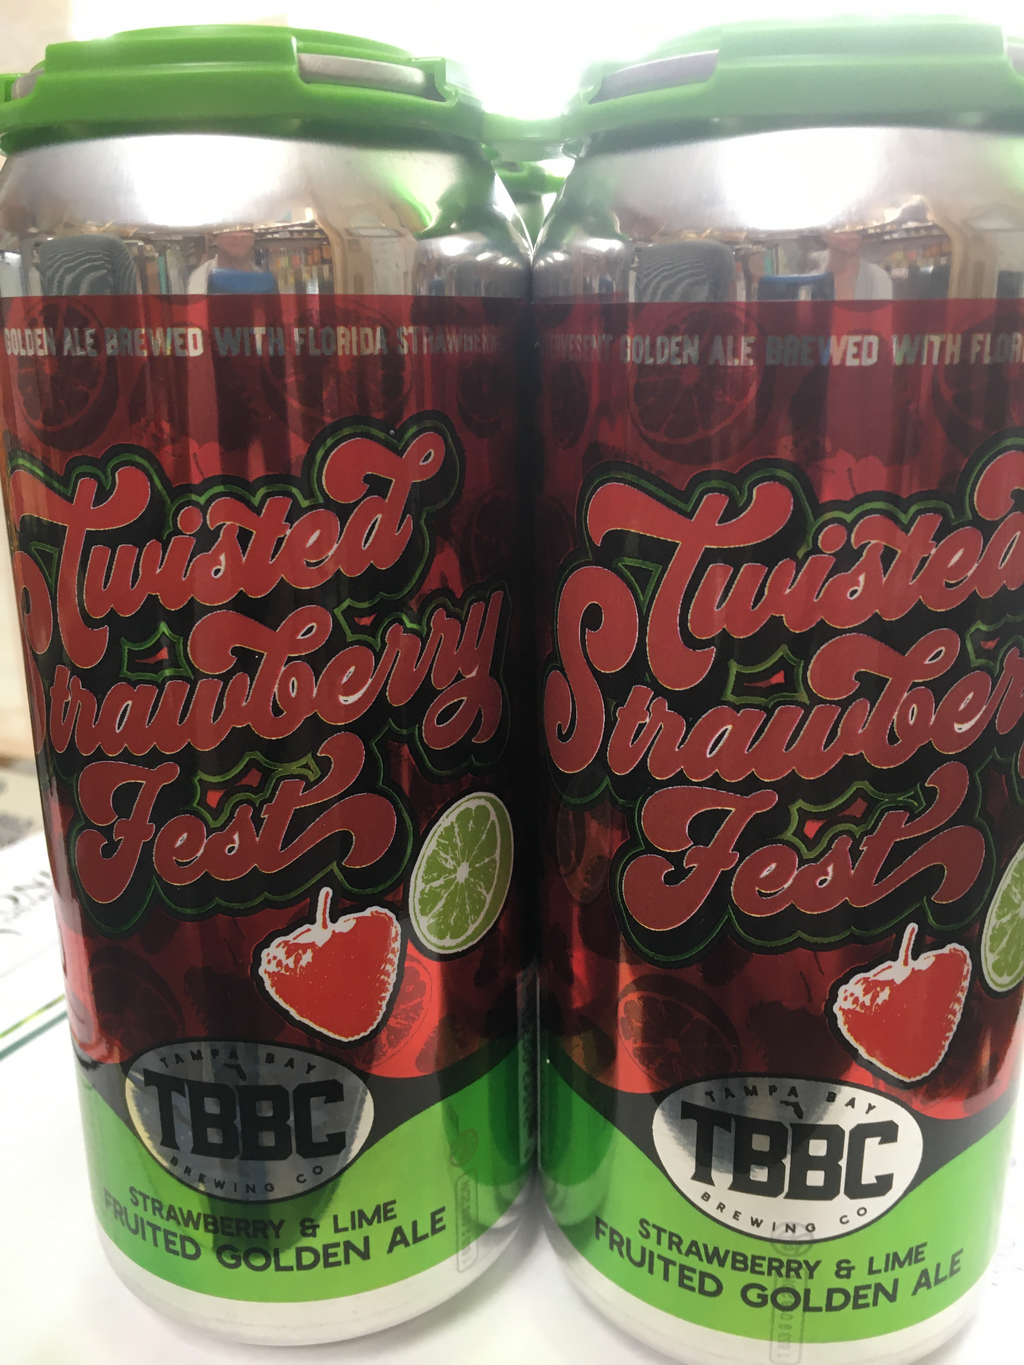 GOLDEN ALE BREWED WITH FLORIDA STRAWBERR
Twisted
Strawberry
Fest
TAMPA BAY
TBBC
BREWING CO
STRAWBERRY & LIME
FRUITED GOLDEN ALE
GOLDEN ALE BREWED WITH FLOR
Twisted
Strawber
Fest
TAMPA BAY
TBBC
BREWING CO
STRAWBERRY & LIME
FRUITED GOLDEN ALE